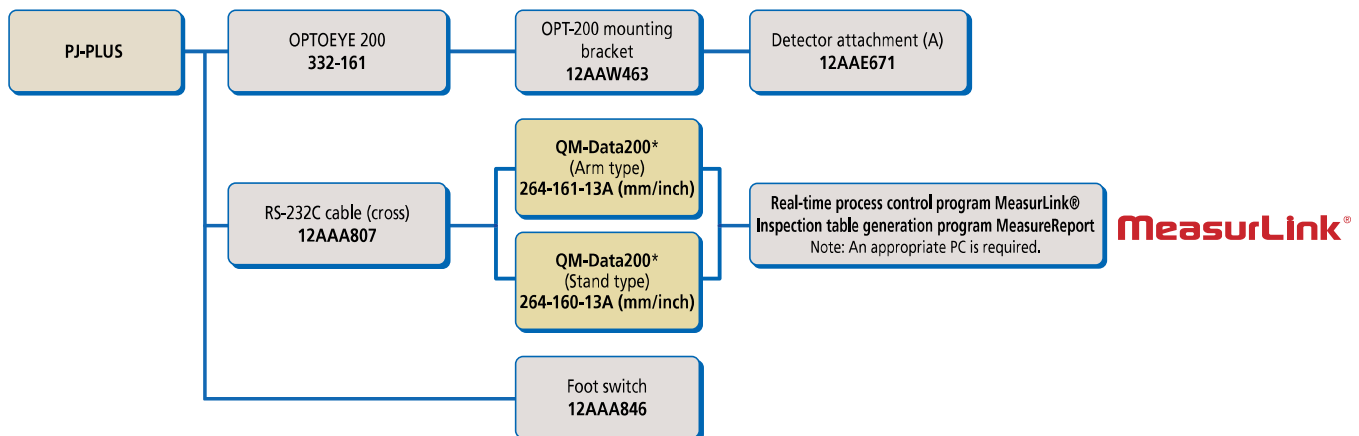 PJ-PLUS
OPTOEYE 200
332-161
OPT-200 mounting
bracket
12AAW463
Detector attachment (A)
12AAE671
RS-232C cable (cross)
12AAA807
QM-Data200*
(Arm type)
264-161-13A (mm/inch)
QM-Data200*
(Stand type)
264-160-13A (mm/inch)
Real-time process control program MeasurLink®
Inspection table generation program MeasureReport
Note: An appropriate PC is required.
MeasurLink®
Foot switch
12AAA846